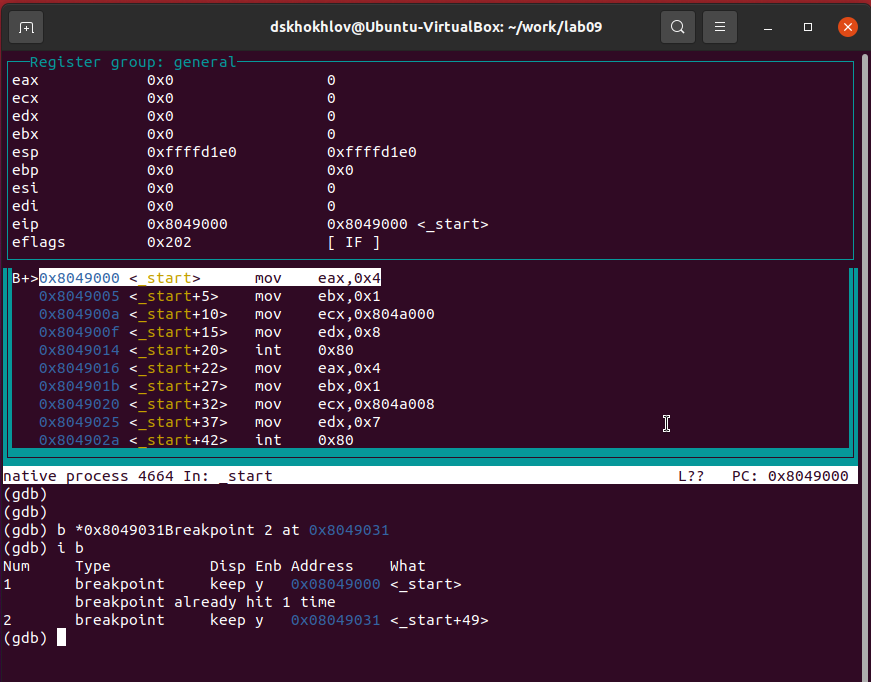 dskhokhlov@Ubuntu-VirtualBox: ~/work/lab09
Register group: general
eax 0x0 0
ecx 0x0 0
edx 0x0 0
ebx 0x0 0
esp 0xffffd1e0 0xffffd1e0
ebp 0x0 0x0
esi 0x0 0
edi 0x0 0
eip 0x8049000 0x8049000 <_start>
eflags 0x202 [ IF ]
B+>0x8049000 <_start> mov eax,0x4
0x8049005 <_start+5> mov ebx,0x1
0x804900a <_start+10> mov ecx,0x804a000
0x804900f <_start+15> mov edx,0x8
0x8049014 <_start+20> int 0x80
0x8049016 <_start+22> mov eax,0x4
0x804901b <_start+27> mov ebx,0x1
0x8049020 <_start+32> mov ecx,0x804a008
0x8049025 <_start+37> mov edx,0x7
0x804902a <_start+42> int 0x80
native process 4664 In: _start L?? PC: 0x8049000
(gdb)
(gdb)
(gdb) b *0x8049031Breakpoint 2 at 0x8049031
(gdb) i b
Num Type Disp Enb Address What
1 breakpoint keep y 0x08049000 <_start>
breakpoint already hit 1 time
2 breakpoint keep y 0x08049031 <_start+49>
(gdb)